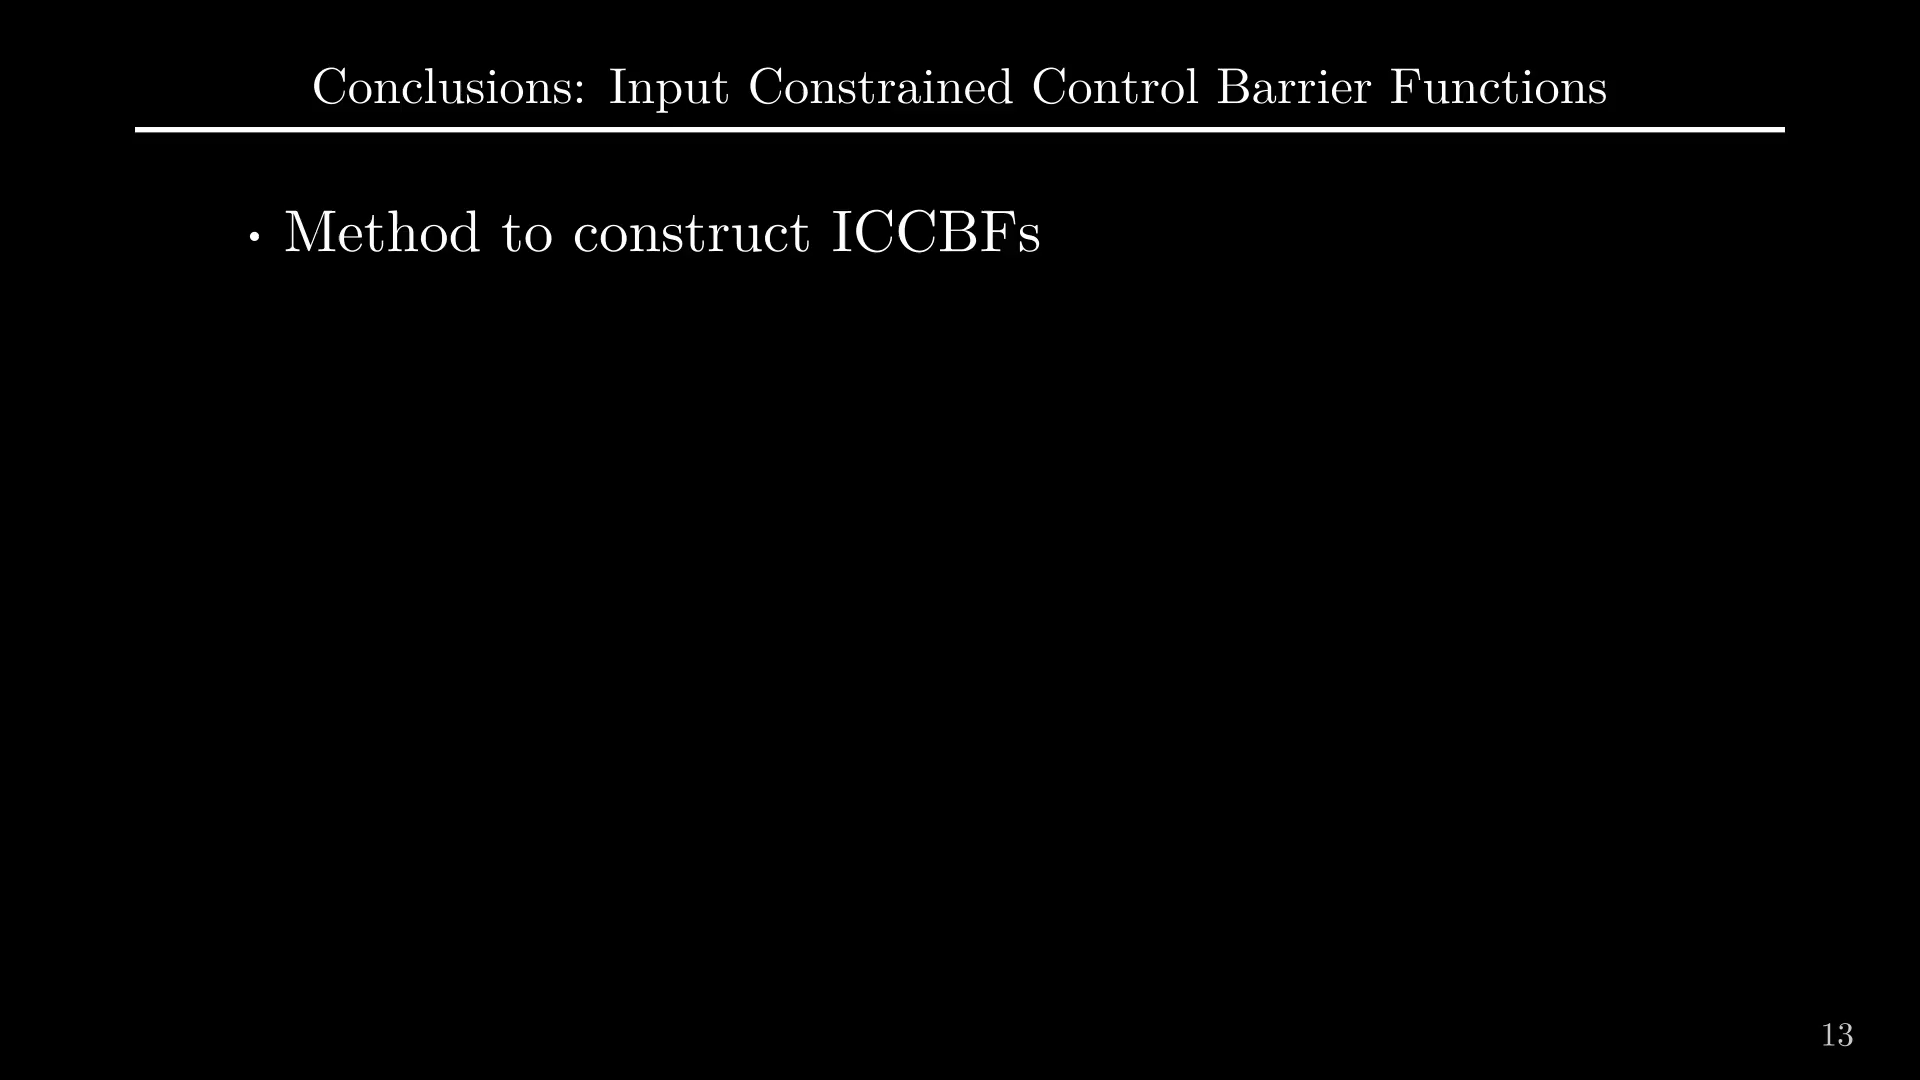 Conclusions: Input Constrained Control Barrier Functions
• Method to construct ICCBFs
13